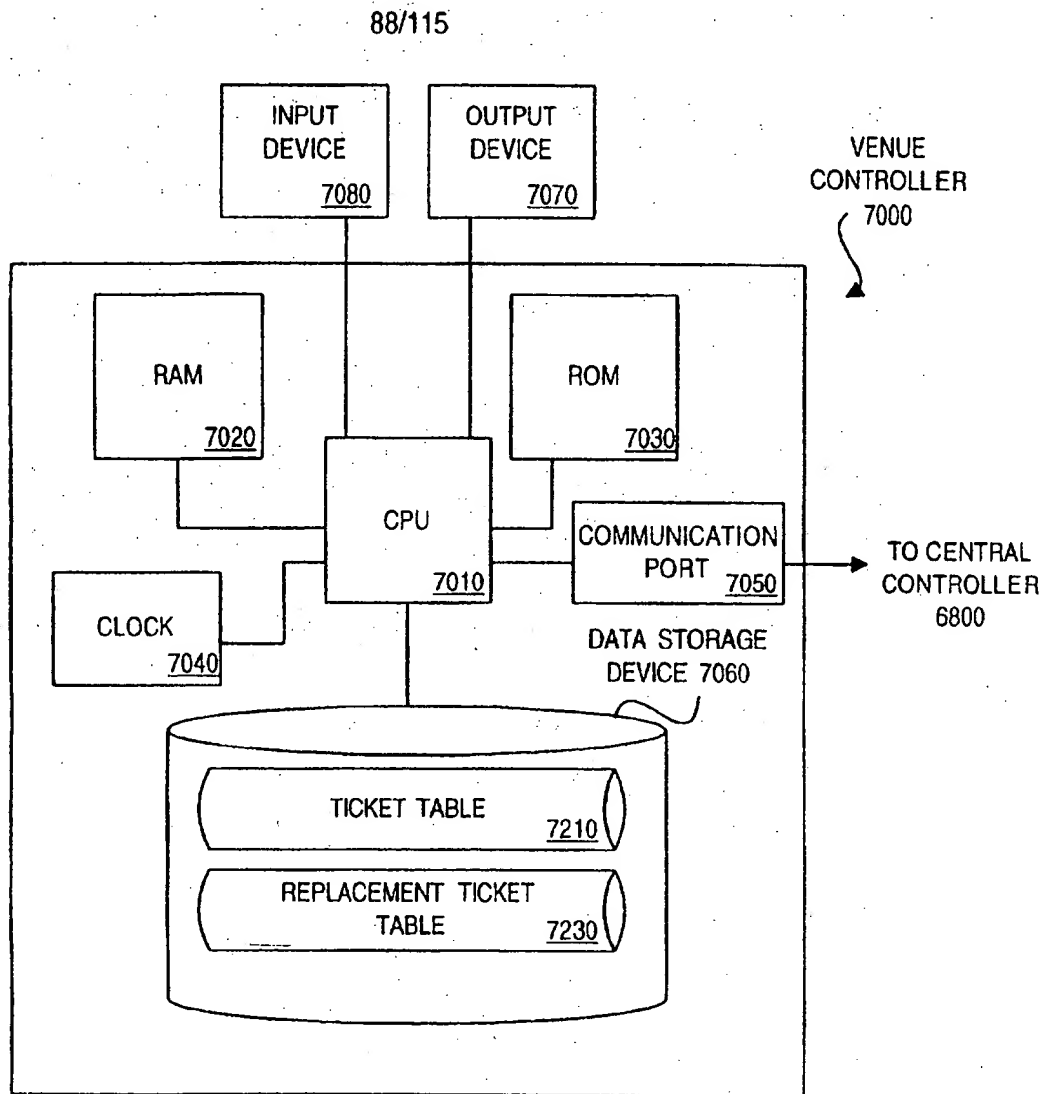 88/115
INPUT
DEVICE
7080
OUTPUT
DEVICE
7070
VENUE
CONTROLLER
7000
RAM
7020
ROM
7030
CPU
7010
COMMUNICATION
PORT
7050
TO CENTRAL
CONTROLLER
6800
CLOCK
7040
DATA STORAGE
DEVICE 7060
TICKET TABLE
7210
REPLACEMENT TICKET
TABLE
7230